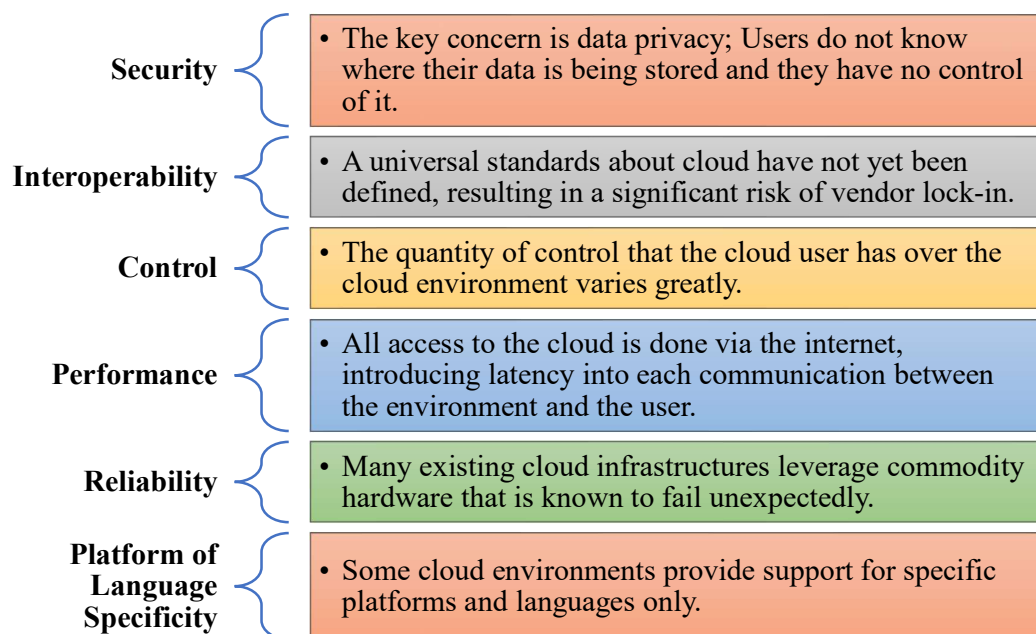 Security
• The key concern is data privacy; Users do not know
where their data is being stored and they have no control
of it.
Interoperability
• A universal standards about cloud have not yet been
defined, resulting in a significant risk of vendor lock-in.
Control
• The quantity of control that the cloud user has over the
cloud environment varies greatly.
Performance
• All access to the cloud is done via the internet,
introducing latency into each communication between
the environment and the user.
Reliability
• Many existing cloud infrastructures leverage commodity
hardware that is known to fail unexpectedly.
Platform of
Language
Specificity
• Some cloud environments provide support for specific
platforms and languages only.